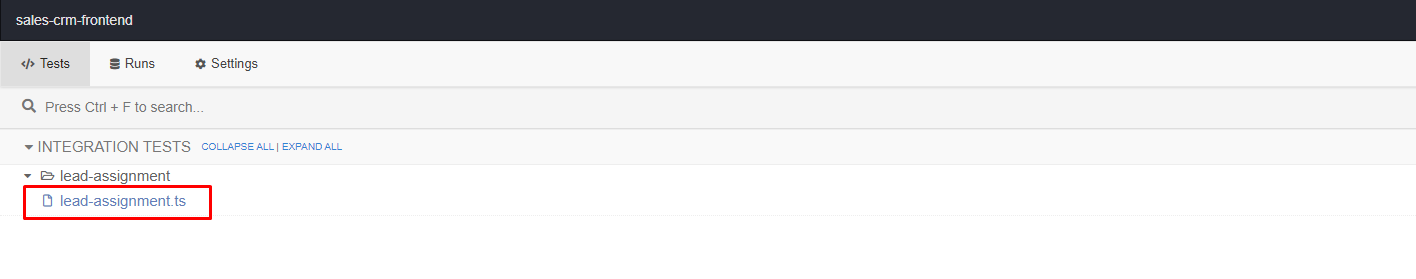 sales-crm-frontend
Tests Runs Settings
Press Ctrl + F to search...
INTEGRATION TESTS COLLAPSE ALL | EXPAND ALL
lead-assignment
lead-assignment.ts